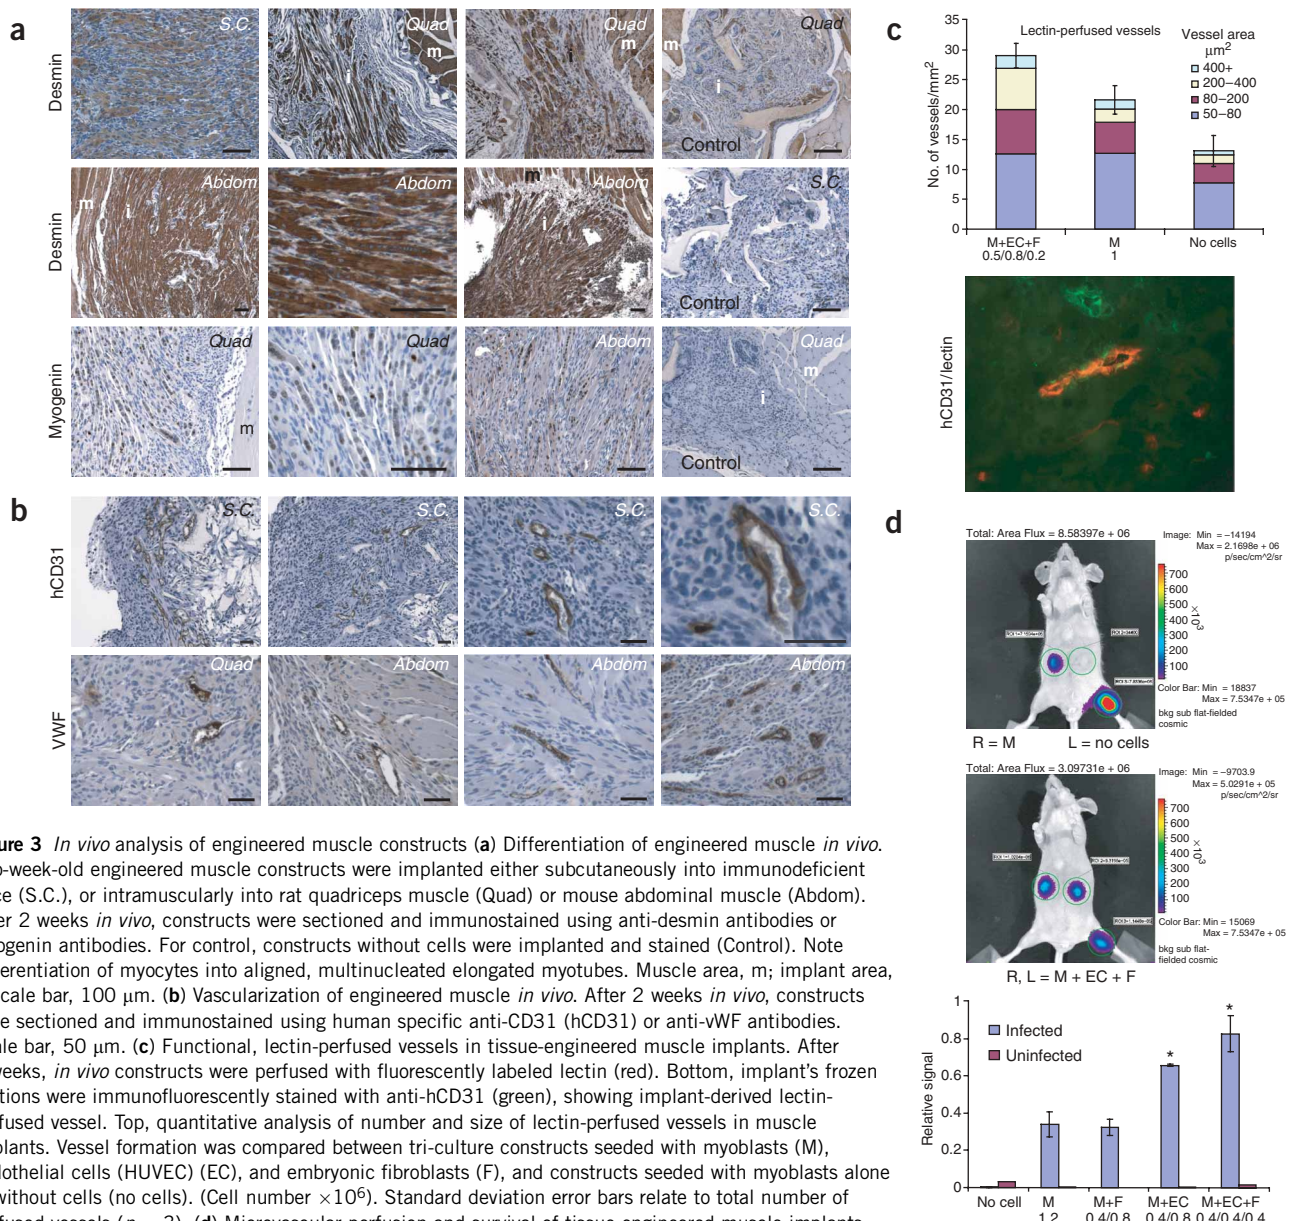 a
Desmin
S.C.
Quad
m
i
Quad
m
i
Quad
m
i
Control
Desmin
Abdom
m
i
Abdom
Abdom
m
i
S.C.
Control
Myogenin
Quad
m
Quad
Abdom
Quad
m
i
Control
b
hCD31
S.C.
S.C.
S.C.
S.C.
VWF
Quad
Abdom
Abdom
Abdom
c
Lectin-perfused vessels
Vessel area
µm2
400+
200–400
80–200
50–80
No. of vessels/mm2
35
30
25
20
15
10
5
0
M+EC+F
0.5/0.8/0.2
M
1
No cells
hCD31/lectin
d
Total: Area Flux = 8.58397e + 06
Image: Min = –14194
Max = 2.1698e + 06
p/sec/cm^2/sr
700
600
500
400
300
200
100
×103
Color Bar: Min = 18837
Max = 7.5347e + 05
bkg sub flat-fielded
cosmic
R = M L = no cells
Total: Area Flux = 3.09731e + 06
Image: Min = –9703.9
Max = 5.0291e + 05
p/sec/cm^2/sr
700
600
500
400
300
200
100
×103
Color Bar: Min = 15069
Max = 7.5347e + 05
bkg sub flat-
fielded cosmic
R, L = M + EC + F
Relative signal
1
0.8
0.6
0.4
0.2
0
Infected
Uninfected
*
*
No cell
M
1.2
M+F
0.4/0.8
M+EC
0.4/0.8
M+EC+F
0.4/0.4/0.4
ure 3 In vivo analysis of engineered muscle constructs (a) Differentiation of engineered muscle in vivo.
o-week-old engineered muscle constructs were implanted either subcutaneously into immunodeficient
ce (S.C.), or intramuscularly into rat quadriceps muscle (Quad) or mouse abdominal muscle (Abdom).
er 2 weeks in vivo, constructs were sectioned and immunostained using anti-desmin antibodies or
ogenin antibodies. For control, constructs without cells were implanted and stained (Control). Note
erentiation of myocytes into aligned, multinucleated elongated myotubes. Muscle area, m; implant area,
cale bar, 100 µm. (b) Vascularization of engineered muscle in vivo. After 2 weeks in vivo, constructs
e sectioned and immunostained using human specific anti-CD31 (hCD31) or anti-vWF antibodies.
ale bar, 50 µm. (c) Functional, lectin-perfused vessels in tissue-engineered muscle implants. After
eeks, in vivo constructs were perfused with fluorescently labeled lectin (red). Bottom, implant's frozen
tions were immunofluorescently stained with anti-hCD31 (green), showing implant-derived lectin-
fused vessel. Top, quantitative analysis of number and size of lectin-perfused vessels in muscle
plants. Vessel formation was compared between tri-culture constructs seeded with myoblasts (M),
dothelial cells (HUVEC) (EC), and embryonic fibroblasts (F), and constructs seeded with myoblasts alone
without cells (no cells). (Cell number ×106). Standard deviation error bars relate to total number of